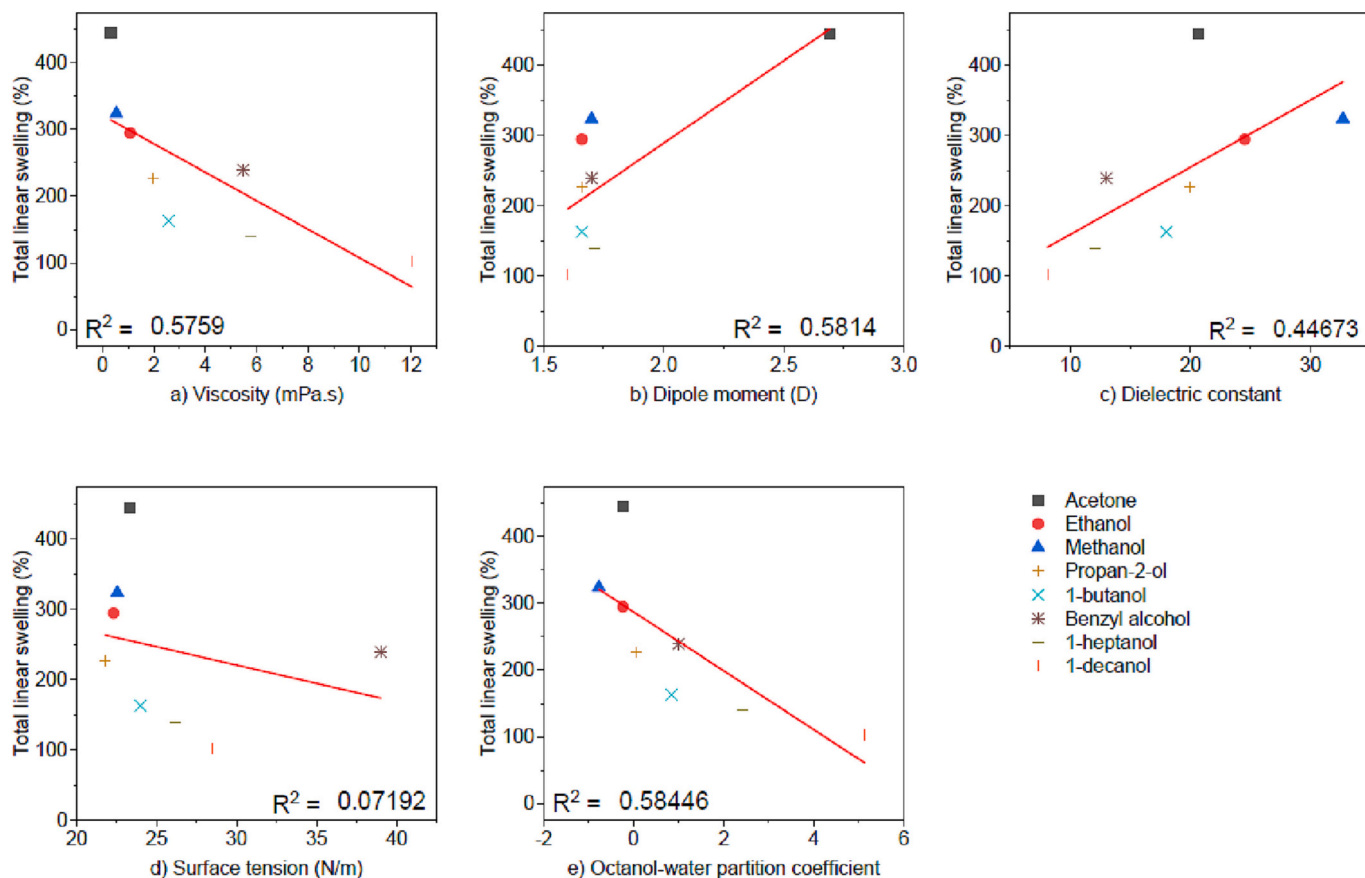 Total linear swelling (%)
400
300
200
100
0
R² = 0.5759
0 2 4 6 8 10 12
a) Viscosity (mPa.s)
Total linear swelling (%)
400
300
200
100
0
R² = 0.5814
1.5 2.0 2.5 3.0
b) Dipole moment (D)
Total linear swelling (%)
400
300
200
100
0
R² = 0.44673
10 20 30
c) Dielectric constant
Total linear swelling (%)
400
300
200
100
0
R² = 0.07192
20 25 30 35 40
d) Surface tension (N/m)
Total linear swelling (%)
400
300
200
100
0
R² = 0.58446
-2 0 2 4 6
e) Octanol-water partition coefficient
Acetone
Ethanol
Methanol
Propan-2-ol
1-butanol
Benzyl alcohol
1-heptanol
1-decanol